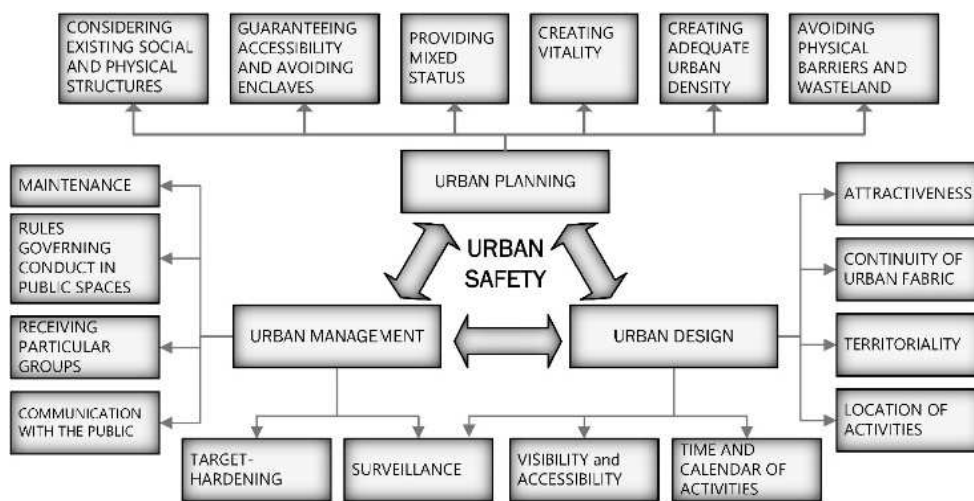 CONSIDERING
EXISTING SOCIAL
AND PHYSICAL
STRUCTURES
GUARANTEEING
ACCESSIBILITY
AND AVOIDING
ENCLAVES
PROVIDING
MIXED
STATUS
CREATING
VITALITY
CREATING
ADEQUATE
URBAN
DENSITY
AVOIDING
PHYSICAL
BARRIERS AND
WASTELAND
URBAN PLANNING
MAINTENANCE
RULES
GOVERNING
CONDUCT IN
PUBLIC SPACES
RECEIVING
PARTICULAR
GROUPS
COMMUNICATION
WITH THE PUBLIC
URBAN
SAFETY
URBAN MANAGEMENT
URBAN DESIGN
ATTRACTIVENESS
CONTINUITY OF
URBAN FABRIC
TERRITORIALITY
LOCATION OF
ACTIVITIES
TARGET-
HARDENING
SURVEILLANCE
VISIBILITY and
ACCESSIBILITY
TIME AND
CALENDAR OF
ACTIVITIES